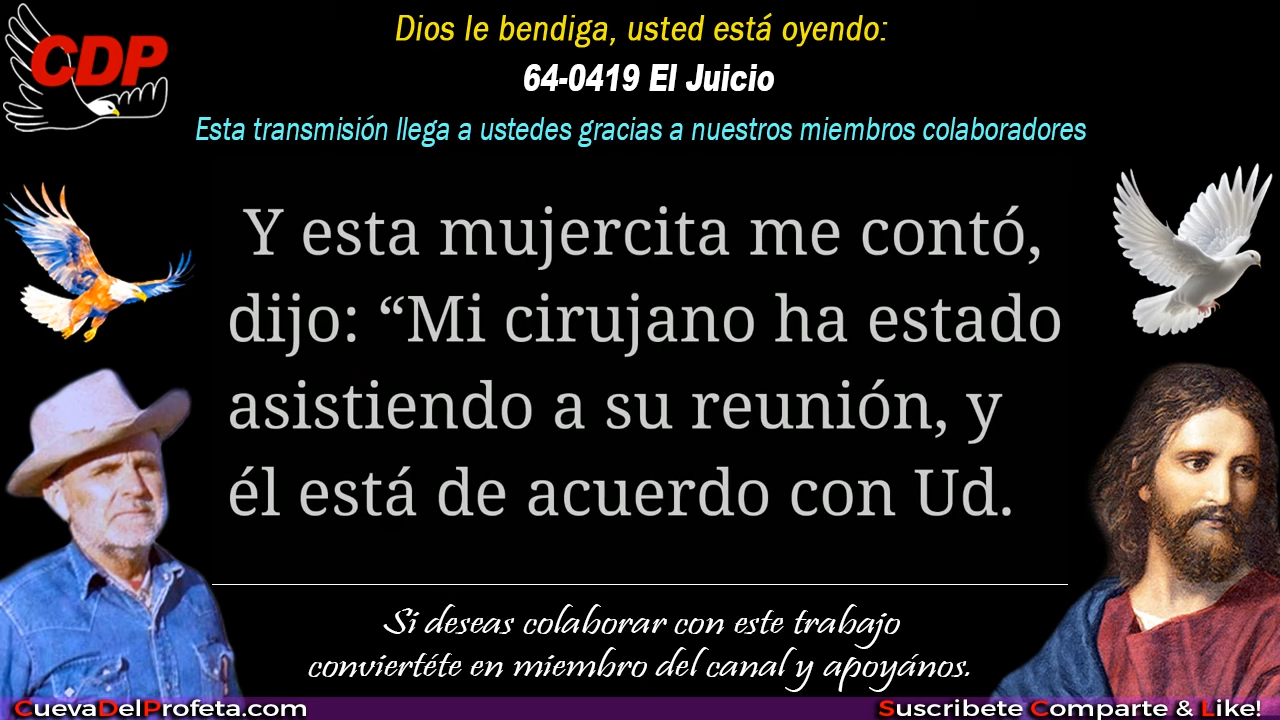 CDP
Dios le bendiga, usted está oyendo:
64-0419 El Juicio
Esta transmisión llega a ustedes gracias a nuestros miembros colaboradores
Y esta mujercita me contó,
dijo: “Mi cirujano ha estado
asistiendo a su reunión, y
él está de acuerdo con Ud.
Si deseas colaborar con este trabajo
conviertéte en miembro del canal y apoyános.
CuevaDelProfeta.com
Suscribete Comparte & Like!